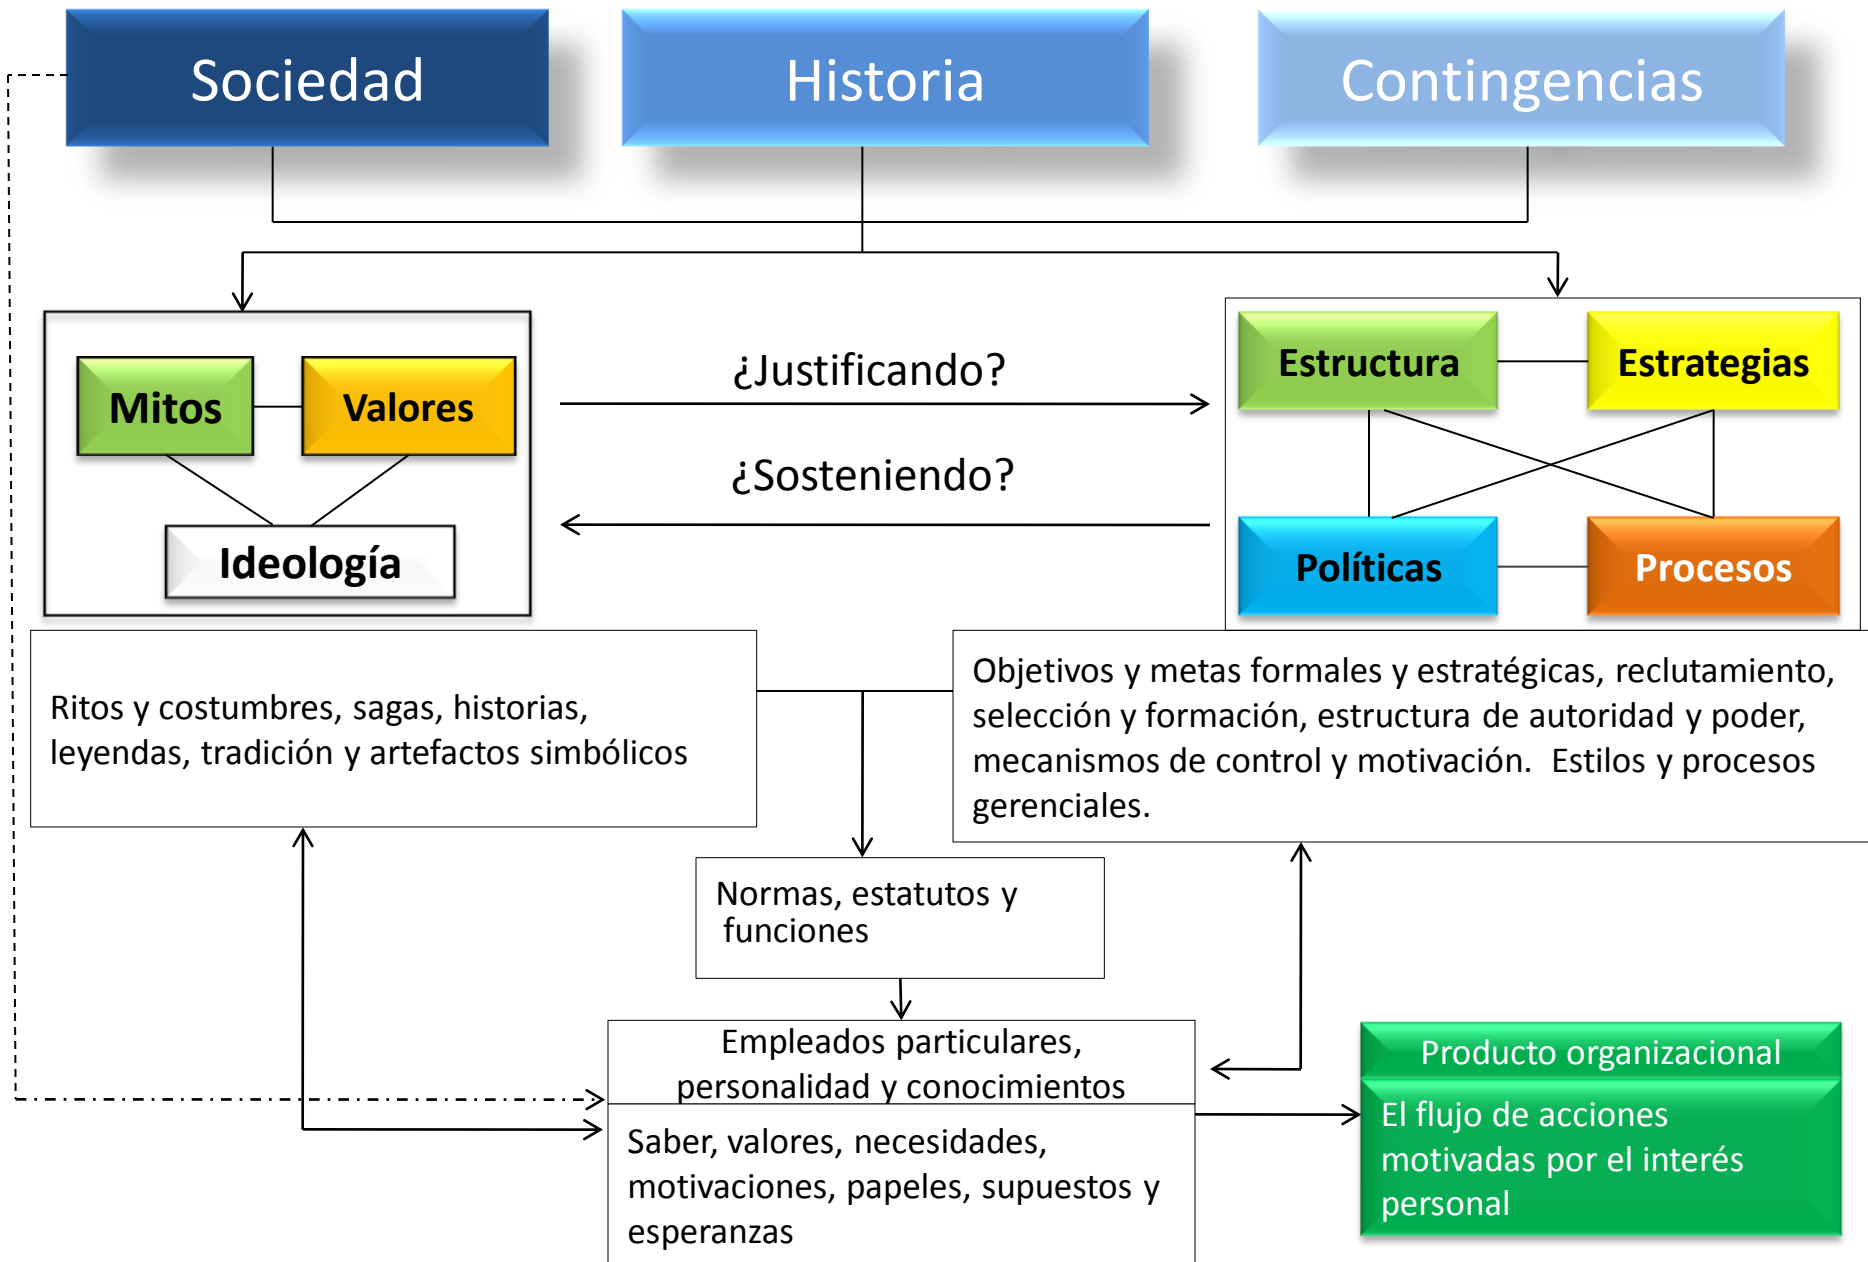 Sociedad
Historia
Contingencias
¿Justificando?
Estructura
Estrategias
Mitos
Valores
¿Sosteniendo?
Ideología
Políticas
Procesos
Ritos y costumbres, sagas, historias,
leyendas, tradición y artefactos simbólicos
Objetivos y metas formales y estratégicas, reclutamiento,
selección y formación, estructura de autoridad y poder,
mecanismos de control y motivación.  Estilos y procesos
gerenciales.
Normas, estatutos y
funciones
Empleados particulares,
personalidad y conocimientos
Saber, valores, necesidades,
motivaciones, papeles, supuestos y
esperanzas
Producto organizacional
El flujo de acciones
motivadas por el interés
personal